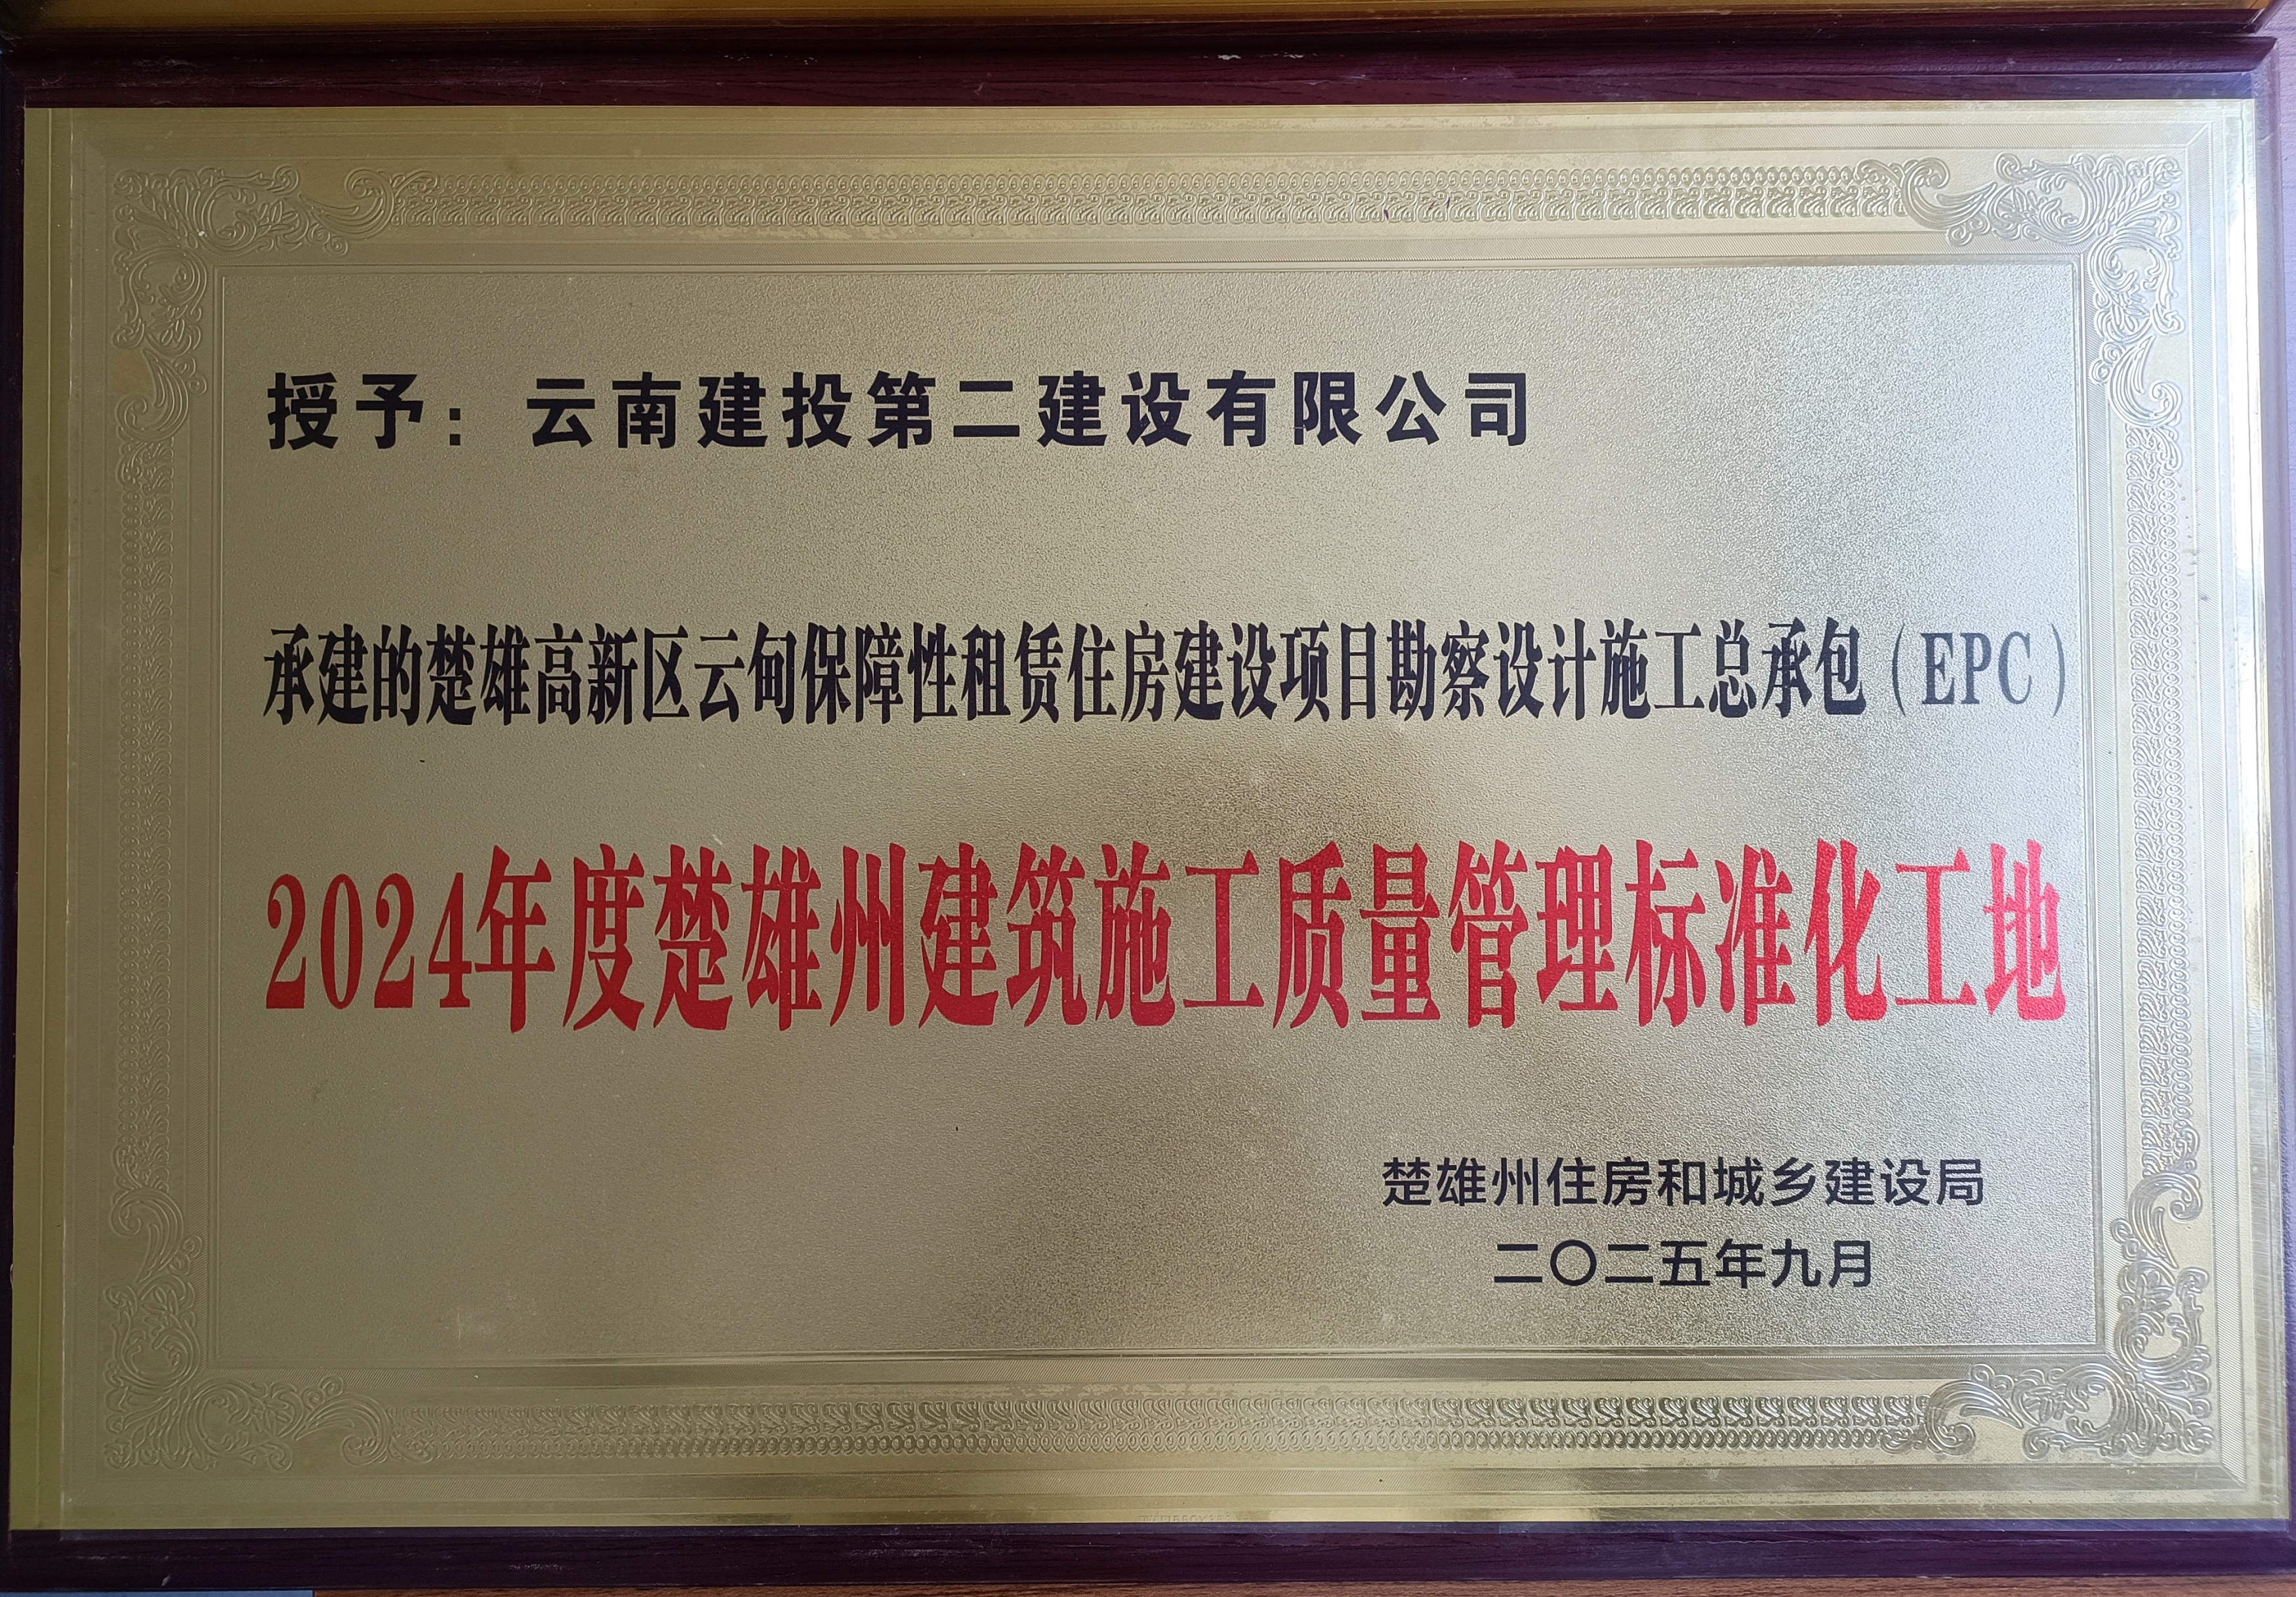 授予：云南建投第二建设有限公司
承建的楚雄高新区云甸保障性租赁住房建设项目勘察设计施工总承包（EPC）
2024年度楚雄州建筑施工质量管理标准化工地
楚雄州住房和城乡建设局
二〇二五年九月